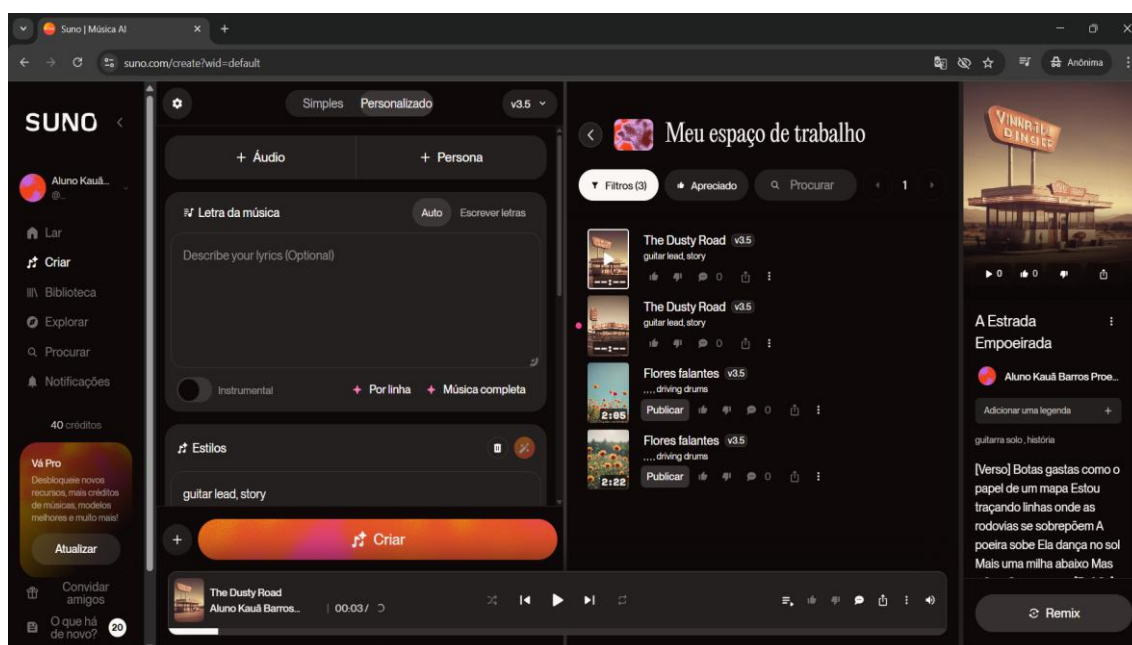 Suno | Música AI
suno.com/create?wid=default
Anônima
SUNO
Aluno Kauã...
@...
Lar
Criar
Biblioteca
Explorar
Procurar
Notificações
40 créditos
Vá Pro
Desbloqueie novos
recursos, mais créditos
de músicas, modelos
melhores e muito mais!
Atualizar
Convidar
amigos
O que há
de novo? 20
Simples Personalizado v3.5
+ Áudio + Persona
Letra da música Auto Escrever letras
Describe your lyrics (Optional)
Instrumental Por linha Música completa
Estilos
guitar lead, story
Criar
Meu espaço de trabalho
Filtros (3) Apreciado Procurar 1
The Dusty Road v3.5
guitar lead, story
0
--:--
The Dusty Road v3.5
guitar lead, story
0
--:--
Flores falantes v3.5
,,,, driving drums
Publicar 0
2:05
Flores falantes v3.5
,,,, driving drums
Publicar 0
2:22
0 0
A Estrada
Empoeirada
Aluno Kauã Barros Proe...
Adicionar uma legenda +
guitarra solo , história
[Verso] Botas gastas como o
papel de um mapa Estou
traçando linhas onde as
rodovias se sobrepõem A
poeira sobe Ela dança no sol
Mais uma milha abaixo Mas
Remix
The Dusty Road
Aluno Kauã Barros...
00:03 /